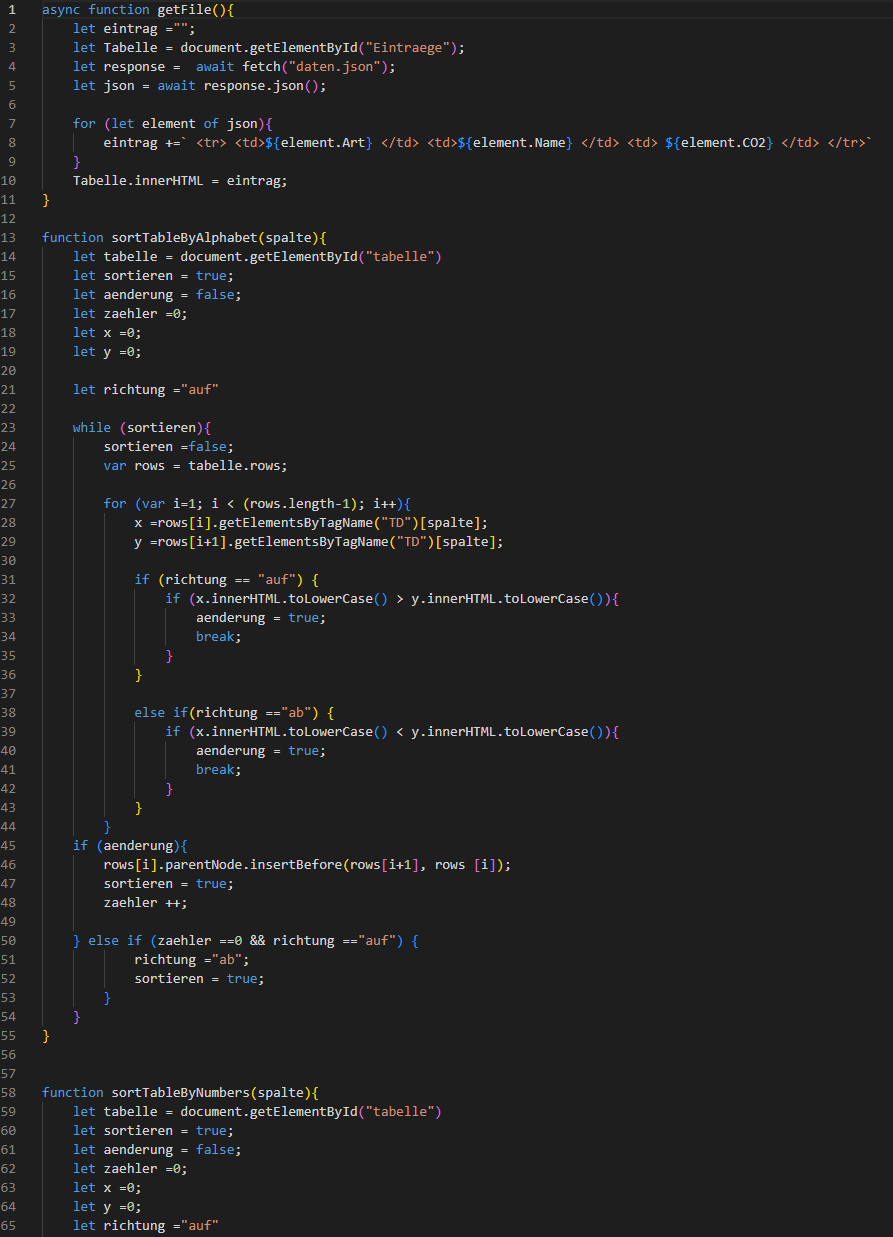 1 async function getFile(){
2 let eintrag ="";
3 let Tabelle = document.getElementById("Eintraege");
4 let response =  await fetch("daten.json");
5 let json = await response.json();
6
7 for (let element of json){
8 eintrag +=` <tr> <td>${element.Art} </td> <td>${element.Name} </td> <td> ${element.CO2} </td> </tr>`
9 }
10 Tabelle.innerHTML = eintrag;
11 }
12
13 function sortTableByAlphabet(spalte){
14 let tabelle = document.getElementById("tabelle")
15 let sortieren = true;
16 let aenderung = false;
17 let zaehler =0;
18 let x =0;
19 let y =0;
20
21 let richtung ="auf"
22
23 while (sortieren){
24 sortieren =false;
25 var rows = tabelle.rows;
26
27 for (var i=1; i < (rows.length-1); i++){
28 x =rows[i].getElementsByTagName("TD")[spalte];
29 y =rows[i+1].getElementsByTagName("TD")[spalte];
30
31 if (richtung == "auf") {
32 if (x.innerHTML.toLowerCase() > y.innerHTML.toLowerCase()){
33 aenderung = true;
34 break;
35 }
36 }
37
38 else if(richtung =="ab") {
39 if (x.innerHTML.toLowerCase() < y.innerHTML.toLowerCase()){
40 aenderung = true;
41 break;
42 }
43 }
44 }
45 if (aenderung){
46 rows[i].parentNode.insertBefore(rows[i+1], rows [i]);
47 sortieren = true;
48 zaehler ++;
49
50 } else if (zaehler ==0 && richtung =="auf") {
51 richtung ="ab";
52 sortieren = true;
53 }
54 }
55 }
56
57
58 function sortTableByNumbers(spalte){
59 let tabelle = document.getElementById("tabelle")
60 let sortieren = true;
61 let aenderung = false;
62 let zaehler =0;
63 let x =0;
64 let y =0;
65 let richtung ="auf"